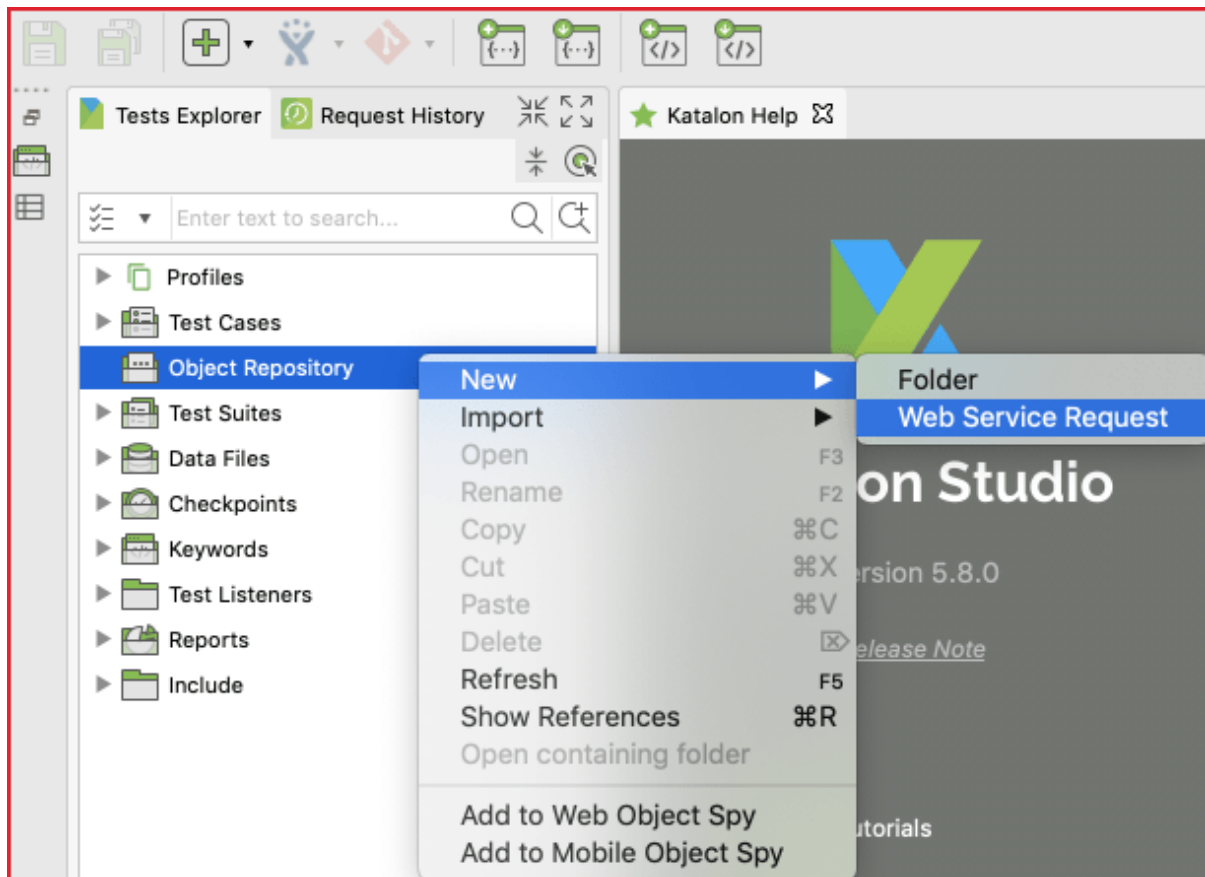 Tests Explorer
Request History
Katalon Help
Enter text to search...
Profiles
Test Cases
Object Repository
Test Suites
Data Files
Checkpoints
Keywords
Test Listeners
Reports
Include
New
Import
Open F3
Rename F2
Copy ⌘C
Cut ⌘X
Paste ⌘V
Delete ⌦
Refresh F5
Show References ⌘R
Open containing folder
Add to Web Object Spy
Add to Mobile Object Spy
Folder
Web Service Request
on Studio
ersion 5.8.0
elease Note
utorials